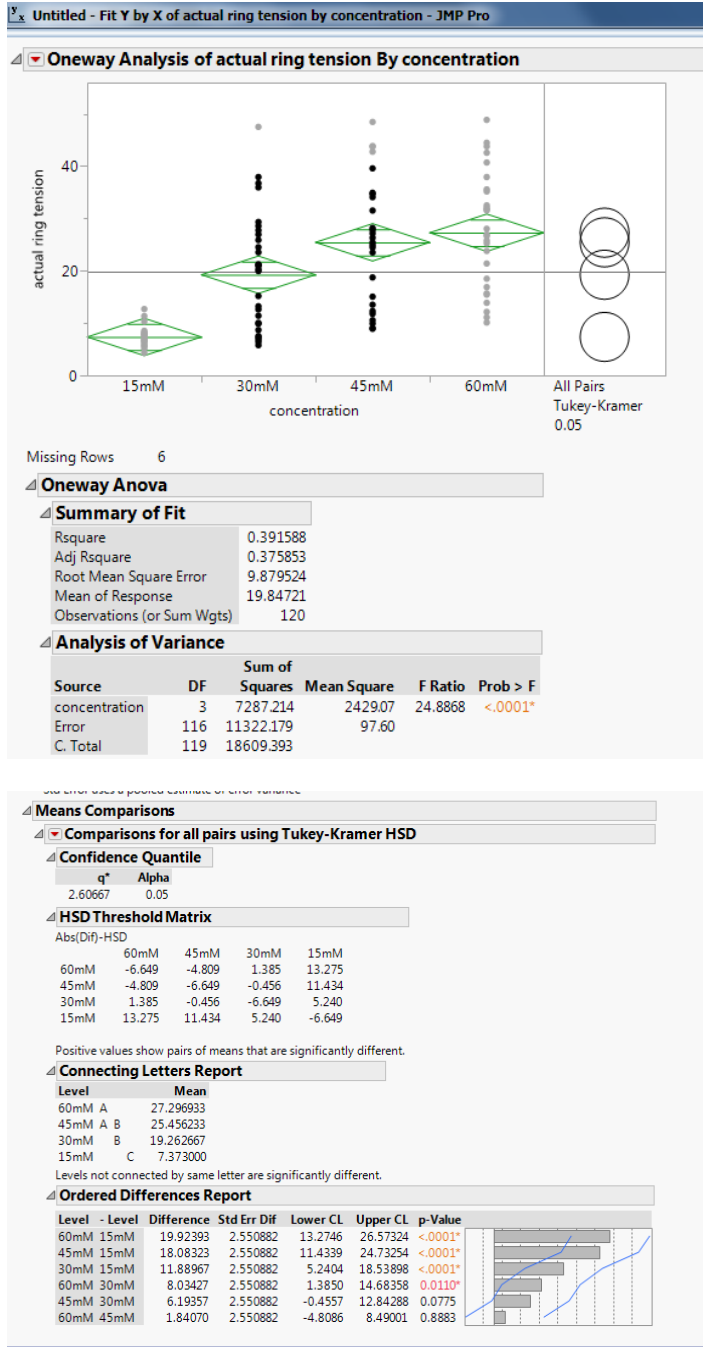 Untitled - Fit Y by X of actual ring tension by concentration - JMP Pro
Oneway Analysis of actual ring tension By concentration
actual ring tension
40
20
0
15mM 30mM 45mM 60mM All Pairs
concentration Tukey-Kramer
0.05
Missing Rows 6
Oneway Anova
Summary of Fit
Rsquare 0.391588
Adj Rsquare 0.375853
Root Mean Square Error 9.879524
Mean of Response 19.84721
Observations (or Sum Wgts) 120
Analysis of Variance
Sum of
Source DF Squares Mean Square F Ratio Prob > F
concentration 3 7287.214 2429.07 24.8868 <.0001*
Error 116 11322.179 97.60
C. Total 119 18609.393
Std Error uses a pooled estimate of error variance
Means Comparisons
Comparisons for all pairs using Tukey-Kramer HSD
Confidence Quantile
q* Alpha
2.60667 0.05
HSD Threshold Matrix
Abs(Dif)-HSD
60mM 45mM 30mM 15mM
60mM -6.649 -4.809 1.385 13.275
45mM -4.809 -6.649 -0.456 11.434
30mM 1.385 -0.456 -6.649 5.240
15mM 13.275 11.434 5.240 -6.649
Positive values show pairs of means that are significantly different.
Connecting Letters Report
Level Mean
60mM A 27.296933
45mM A B 25.456233
30mM B 19.262667
15mM C 7.373000
Levels not connected by same letter are significantly different.
Ordered Differences Report
Level - Level Difference Std Err Dif Lower CL Upper CL p-Value
60mM 15mM 19.92393 2.550882 13.2746 26.57324 <.0001*
45mM 15mM 18.08323 2.550882 11.4339 24.73254 <.0001*
30mM 15mM 11.88967 2.550882 5.2404 18.53898 <.0001*
60mM 30mM 8.03427 2.550882 1.3850 14.68358 0.0110*
45mM 30mM 6.19357 2.550882 -0.4557 12.84288 0.0775
60mM 45mM 1.84070 2.550882 -4.8086 8.49001 0.8883